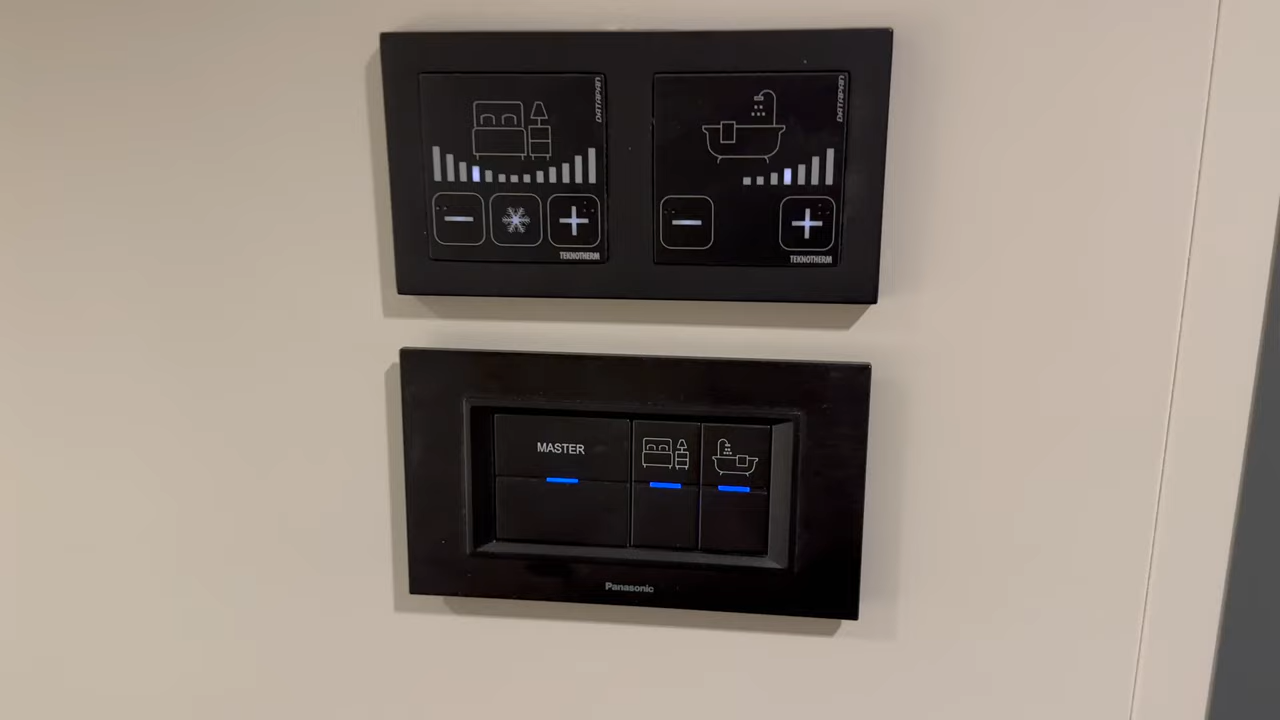 DATAPAN
DATAPAN
TEKNOTHERM
TEKNOTHERM
MASTER
Panasonic